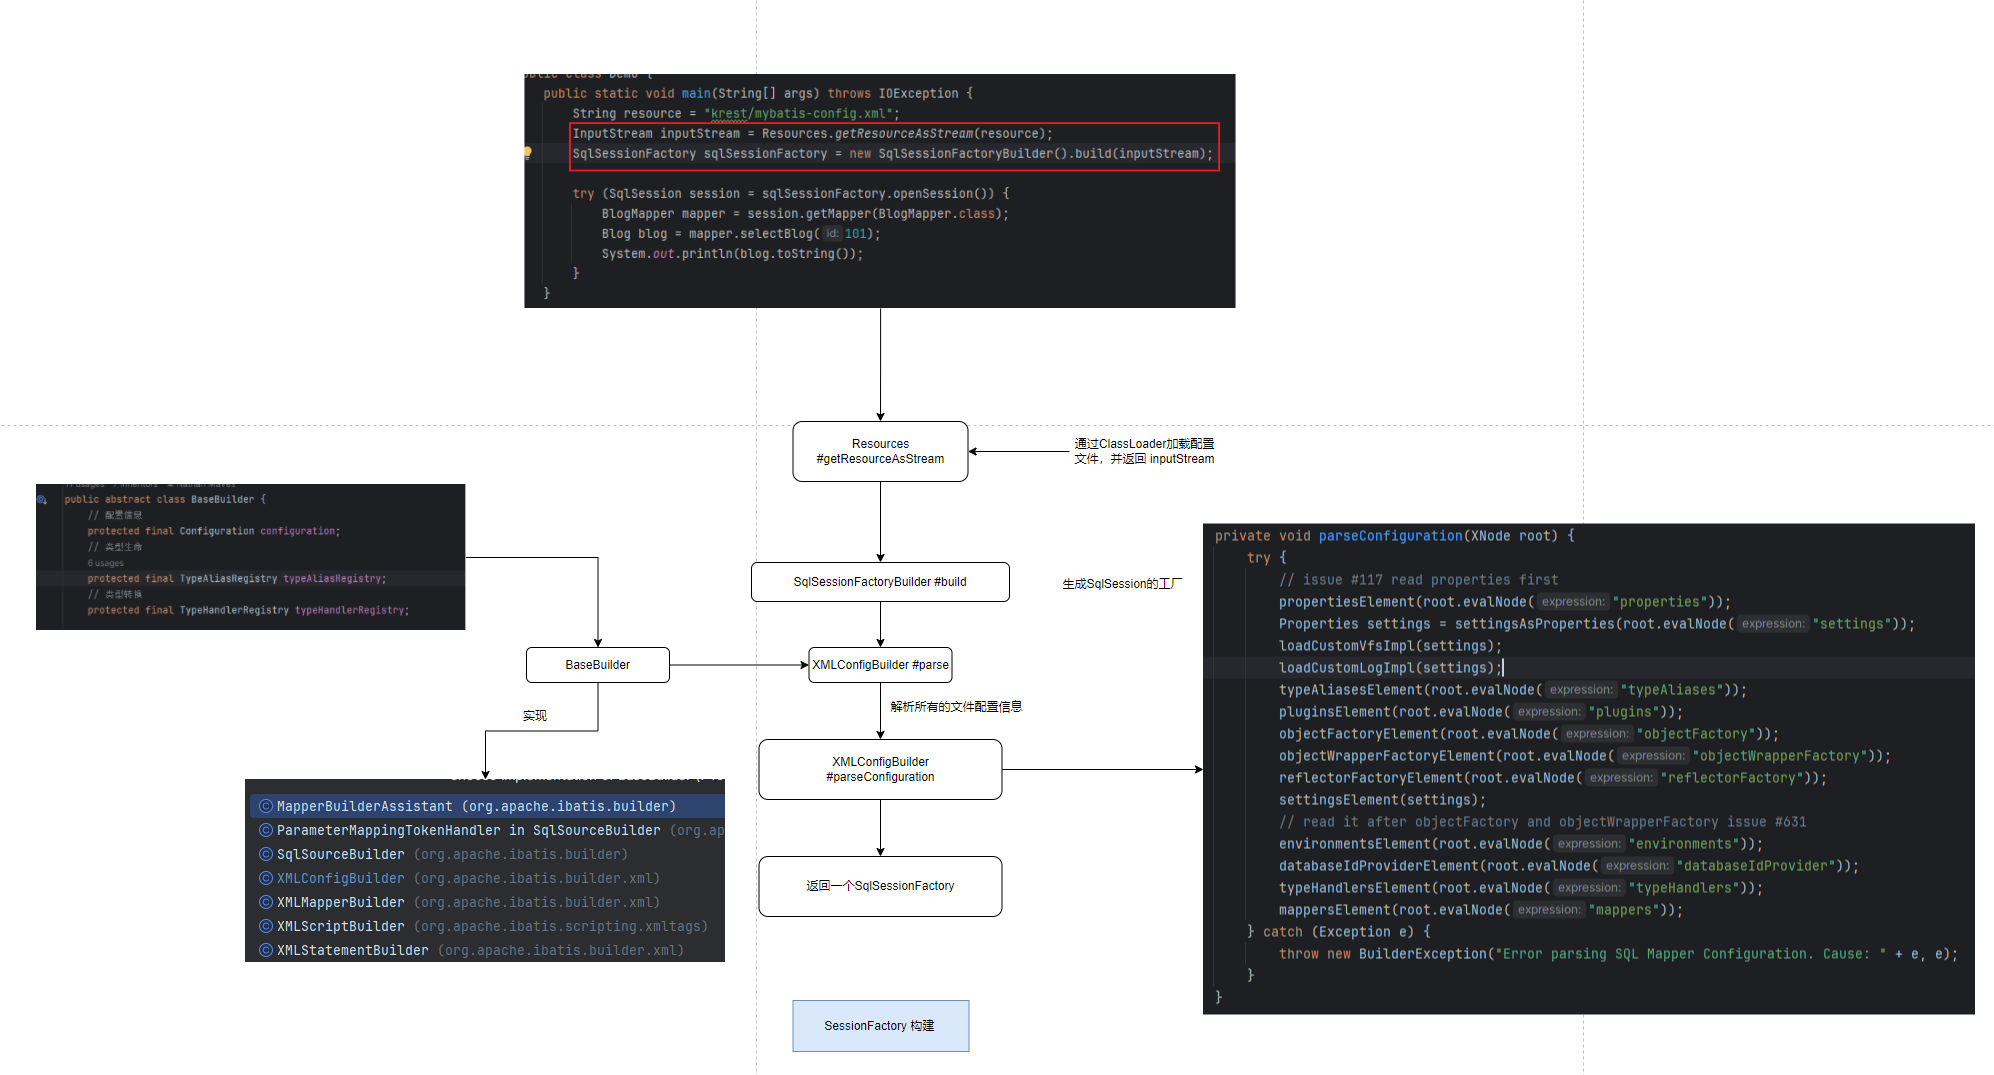 public class Demo {
public static void main(String[] args) throws IOException {
String resource = "krest/mybatis-config.xml";
InputStream inputStream = Resources.getResourceAsStream(resource);
SqlSessionFactory sqlSessionFactory = new SqlSessionFactoryBuilder().build(inputStream);
try (SqlSession session = sqlSessionFactory.openSession()) {
BlogMapper mapper = session.getMapper(BlogMapper.class);
Blog blog = mapper.selectBlog( id: 101);
System.out.println(blog.toString());
}
}
Resources
#getResourceAsStream
通过ClassLoader加载配置
文件，并返回 inputStream
public abstract class BaseBuilder {
// 配置信息
protected final Configuration configuration;
// 类型生命
6 usages
protected final TypeAliasRegistry typeAliasRegistry;
// 类型转换
protected final TypeHandlerRegistry typeHandlerRegistry;
SqlSessionFactoryBuilder #build
生成SqlSession的工厂
BaseBuilder
XMLConfigBuilder #parse
实现
解析所有的文件配置信息
XMLConfigBuilder
#parseConfiguration
MapperBuilderAssistant (org.apache.ibatis.builder)
ParameterMappingTokenHandler in SqlSourceBuilder (org.ap
SqlSourceBuilder (org.apache.ibatis.builder)
XMLConfigBuilder (org.apache.ibatis.builder.xml)
XMLMapperBuilder (org.apache.ibatis.builder.xml)
XMLScriptBuilder (org.apache.ibatis.scripting.xmltags)
XMLStatementBuilder (org.apache.ibatis.builder.xml)
返回一个SqlSessionFactory
private void parseConfiguration(XNode root) {
try {
// issue #117 read properties first
propertiesElement(root.evalNode( expression: "properties"));
Properties settings = settingsAsProperties(root.evalNode( expression: "settings"));
loadCustomVfsImpl(settings);
loadCustomLogImpl(settings);
typeAliasesElement(root.evalNode( expression: "typeAliases"));
pluginsElement(root.evalNode( expression: "plugins"));
objectFactoryElement(root.evalNode( expression: "objectFactory"));
objectWrapperFactoryElement(root.evalNode( expression: "objectWrapperFactory"));
reflectorFactoryElement(root.evalNode( expression: "reflectorFactory"));
settingsElement(settings);
// read it after objectFactory and objectWrapperFactory issue #631
environmentsElement(root.evalNode( expression: "environments"));
databaseIdProviderElement(root.evalNode( expression: "databaseIdProvider"));
typeHandlersElement(root.evalNode( expression: "typeHandlers"));
mappersElement(root.evalNode( expression: "mappers"));
} catch (Exception e) {
throw new BuilderException("Error parsing SQL Mapper Configuration. Cause: " + e, e);
}
}
SessionFactory 构建